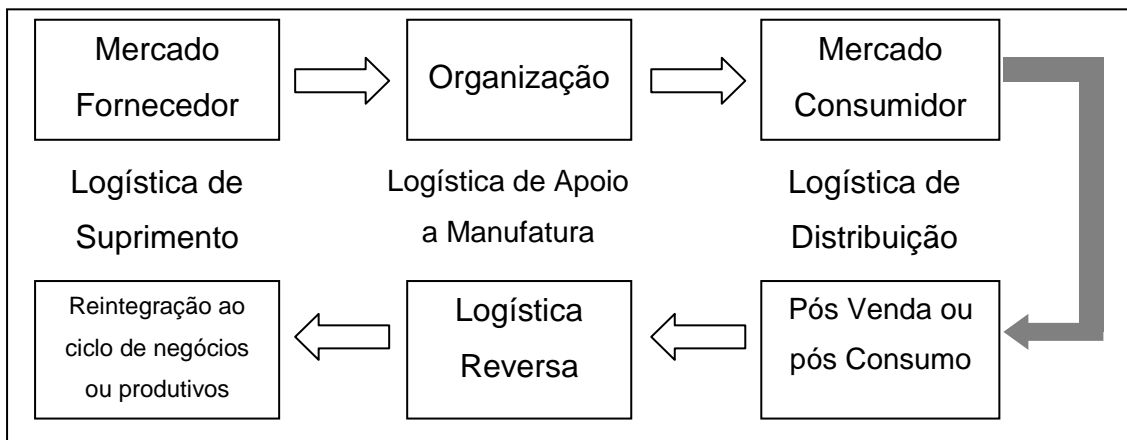 Mercado
Fornecedor
Organização
Mercado
Consumidor
Logística de
Suprimento
Logística de Apoio
a Manufatura
Logística de
Distribuição
Reintegração ao
ciclo de negócios
ou produtivos
Logística
Reversa
Pós Venda ou
pós Consumo